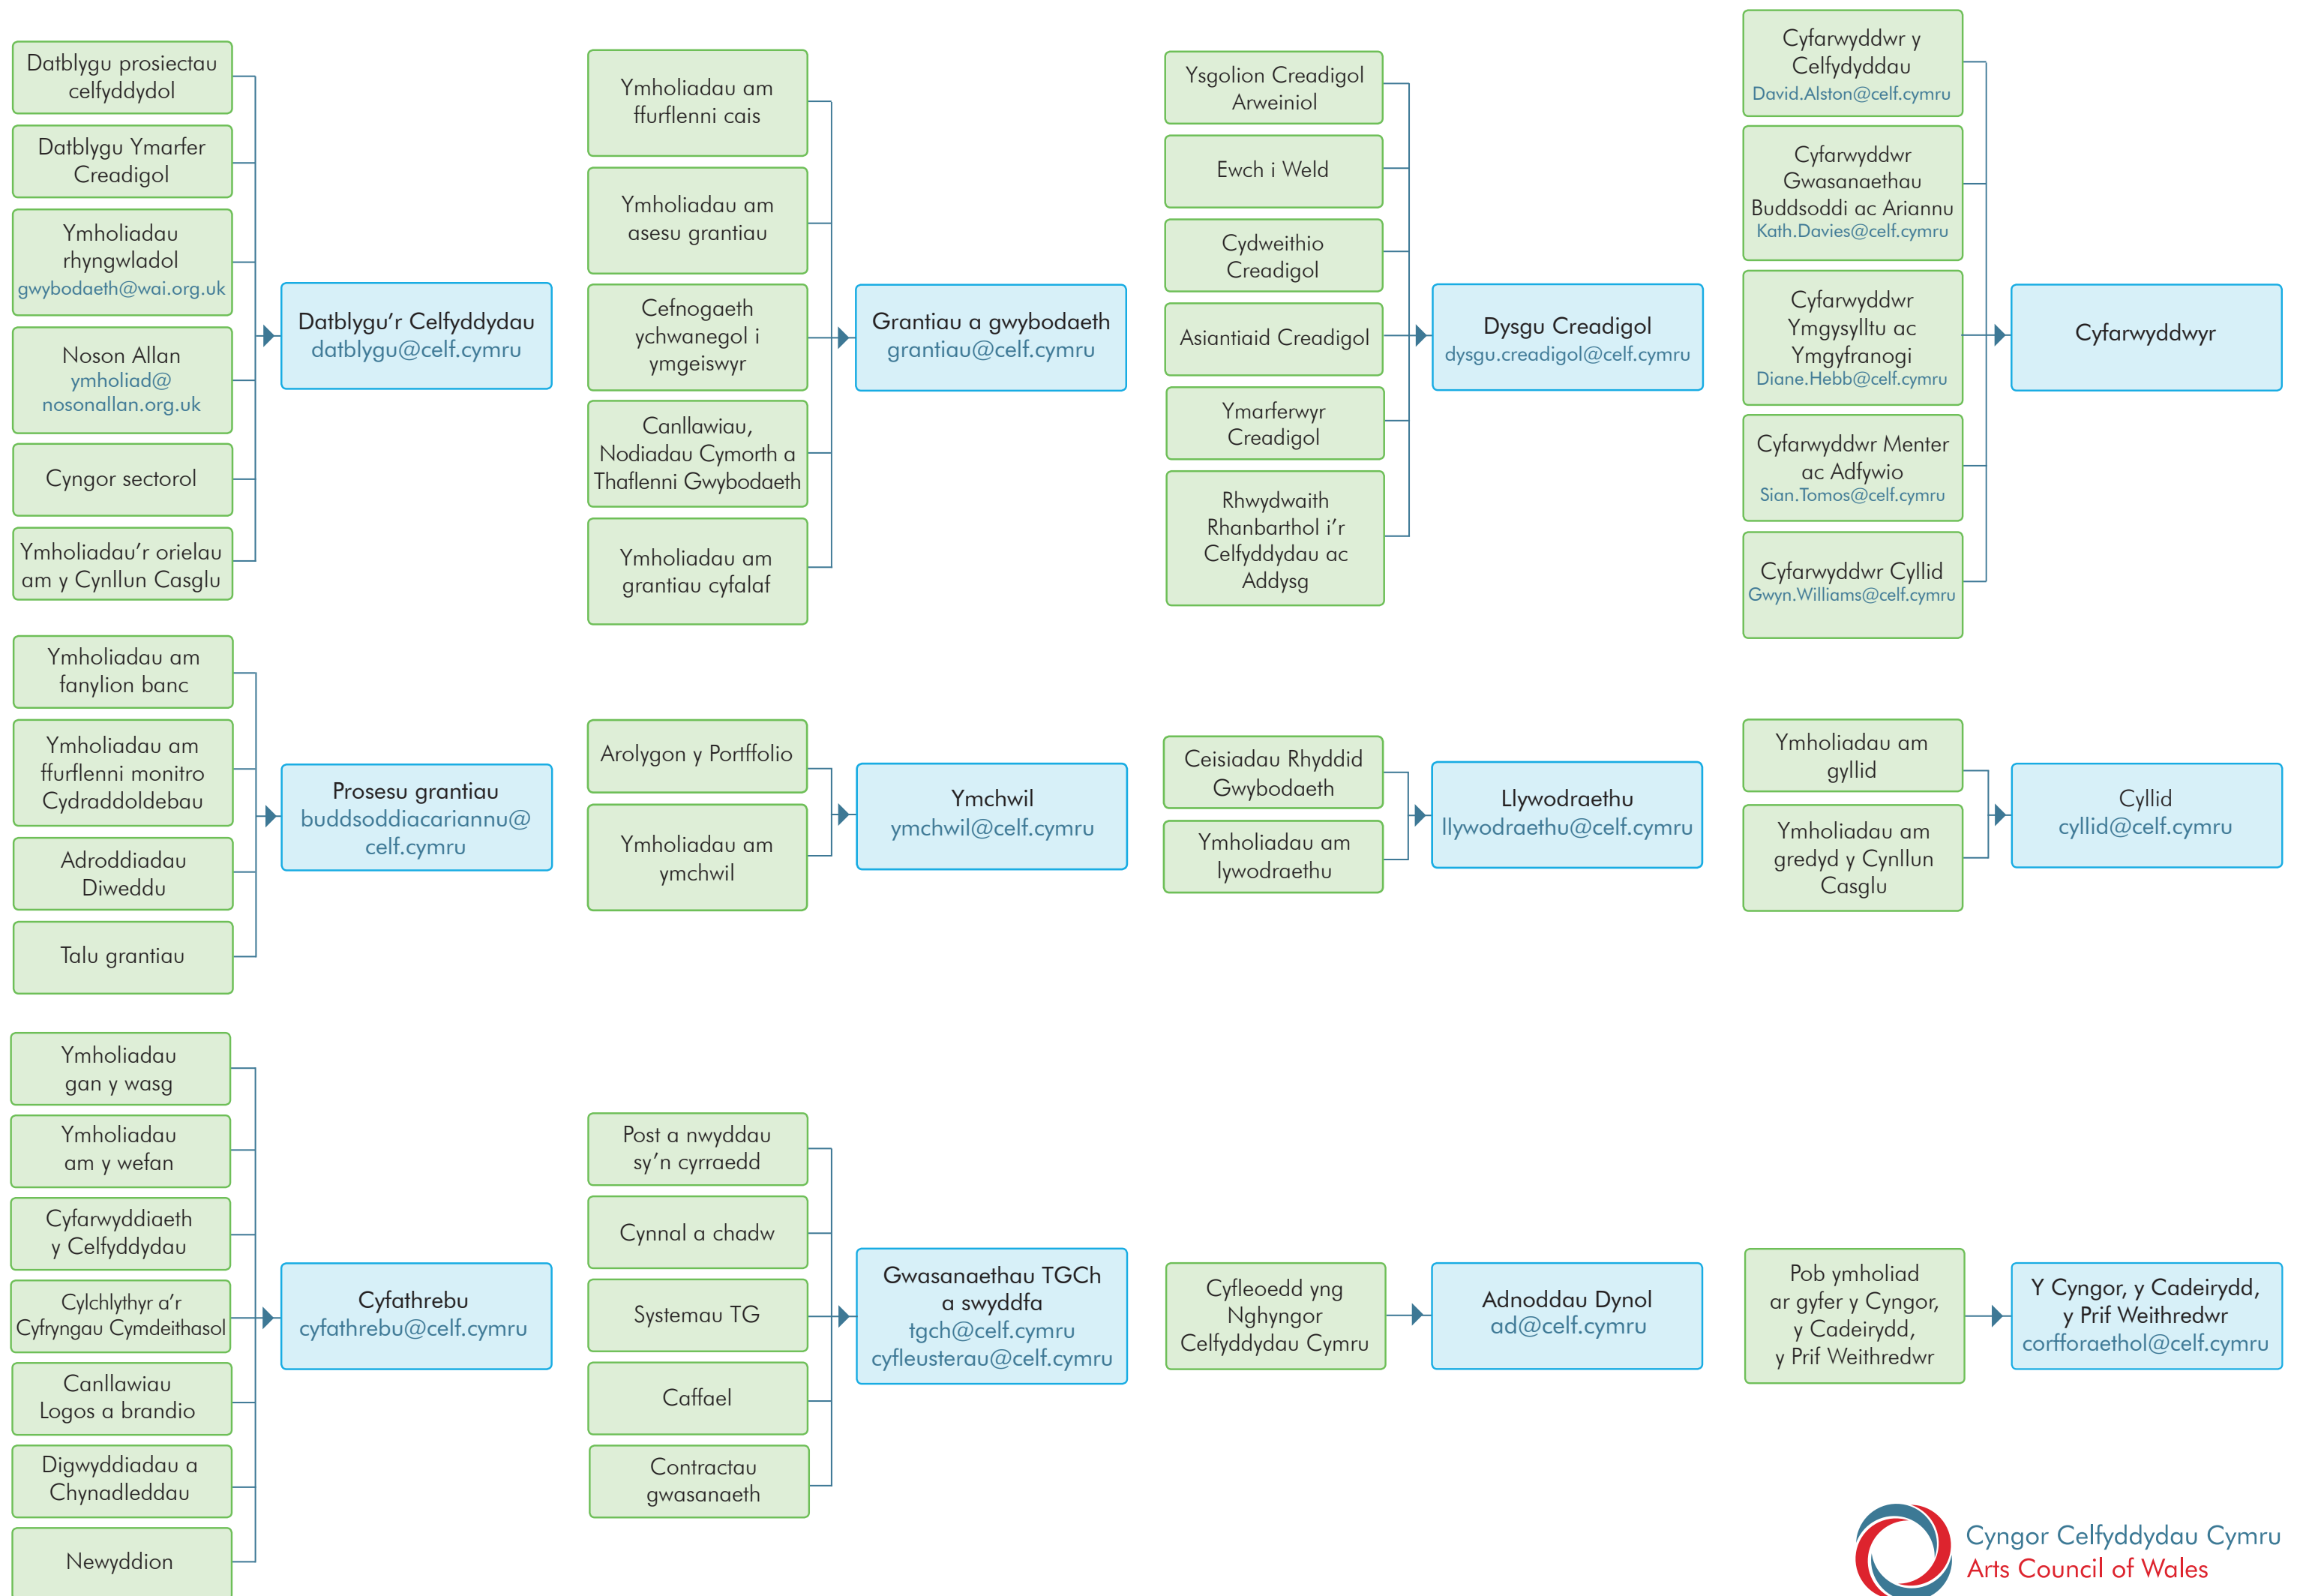 Datblygu prosiectau
celfyddydol
Datblygu Ymarfer
Creadigol
Ymholiadau
rhyngwladol
gwybodaeth@wai.org.uk
Noson Allan
ymholiad@
nosonallan.org.uk
Cyngor sectorol
Ymholiadau'r orielau
am y Cynllun Casglu
Datblygu'r Celfyddydau
datblygu@celf.cymru
Ymholiadau am
ffurflenni cais
Ymholiadau am
asesu grantiau
Cefnogaeth
ychwanegol i
ymgeiswyr
Canllawiau,
Nodiadau Cymorth a
Thaflenni Gwybodaeth
Ymholiadau am
grantiau cyfalaf
Grantiau a gwybodaeth
grantiau@celf.cymru
Ysgolion Creadigol
Arweiniol
Ewch i Weld
Cydweithio
Creadigol
Asiantiaid Creadigol
Ymarferwyr
Creadigol
Rhwydwaith
Rhanbarthol i'r
Celfyddydau ac
Addysg
Dysgu Creadigol
dysgu.creadigol@celf.cymru
Cyfarwyddwr y
Celfydyddau
David.Alston@celf.cymru
Cyfarwyddwr
Gwasanaethau
Buddsoddi ac Ariannu
Kath.Davies@celf.cymru
Cyfarwyddwr
Ymgysylltu ac
Ymgyfranogi
Diane.Hebb@celf.cymru
Cyfarwyddwr Menter
ac Adfywio
Sian.Tomos@celf.cymru
Cyfarwyddwr Cyllid
Gwyn.Williams@celf.cymru
Cyfarwyddwyr
Ymholiadau am
fanylion banc
Ymholiadau am
ffurflenni monitro
Cydraddoldebau
Adroddiadau
Diweddu
Talu grantiau
Prosesu grantiau
buddsoddiacariannu@
celf.cymru
Arolygon y Portffolio
Ymholiadau am
ymchwil
Ymchwil
ymchwil@celf.cymru
Ceisiadau Rhyddid
Gwybodaeth
Ymholiadau am
lywodraethu
Llywodraethu
llywodraethu@celf.cymru
Ymholiadau am
gyllid
Ymholiadau am
gredyd y Cynllun
Casglu
Cyllid
cyllid@celf.cymru
Ymholiadau
gan y wasg
Ymholiadau
am y wefan
Cyfarwyddiaeth
y Celfyddydau
Cylchlythyr a'r
Cyfryngau Cymdeithasol
Canllawiau
Logos a brandio
Digwyddiadau a
Chynadleddau
Newyddion
Cyfathrebu
cyfathrebu@celf.cymru
Post a nwyddau
sy'n cyrraedd
Cynnal a chadw
Systemau TG
Caffael
Contractau
gwasanaeth
Gwasanaethau TGCh
a swyddfa
tgch@celf.cymru
cyfleusterau@celf.cymru
Cyfleoedd yng
Nghyngor
Celfyddydau Cymru
Adnoddau Dynol
ad@celf.cymru
Pob ymholiad
ar gyfer y Cyngor,
y Cadeirydd,
y Prif Weithredwr
Y Cyngor, y Cadeirydd,
y Prif Weithredwr
corfforaethol@celf.cymru
Cyngor Celfyddydau Cymru
Arts Council of Wales